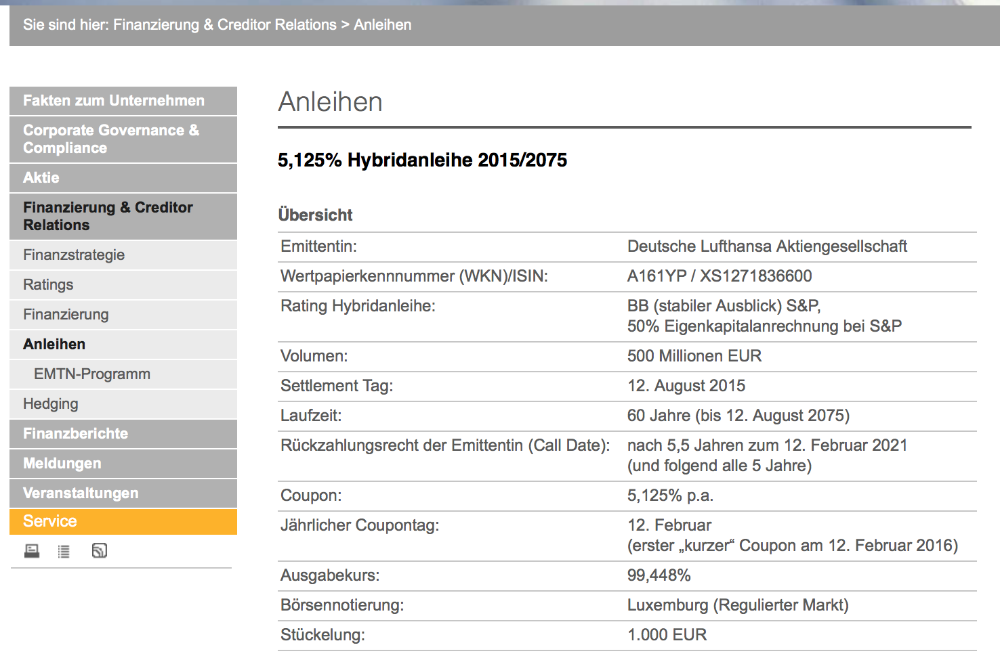 Sie sind hier: Finanzierung & Creditor Relations > Anleihen
Fakten zum Unternehmen
Corporate Governance &
Compliance
Aktie
Finanzierung & Creditor
Relations
Finanzstrategie
Ratings
Finanzierung
Anleihen
EMTN-Programm
Hedging
Finanzberichte
Meldungen
Veranstaltungen
Service
Anleihen
5,125% Hybridanleihe 2015/2075
Übersicht
Emittentin: Deutsche Lufthansa Aktiengesellschaft
Wertpapierkennnummer (WKN)/ISIN: A161YP / XS1271836600
Rating Hybridanleihe: BB (stabiler Ausblick) S&P,
50% Eigenkapitalanrechnung bei S&P
Volumen: 500 Millionen EUR
Settlement Tag: 12. August 2015
Laufzeit: 60 Jahre (bis 12. August 2075)
Rückzahlungsrecht der Emittentin (Call Date): nach 5,5 Jahren zum 12. Februar 2021
(und folgend alle 5 Jahre)
Coupon: 5,125% p.a.
Jährlicher Coupontag: 12. Februar
(erster „kurzer“ Coupon am 12. Februar 2016)
Ausgabekurs: 99,448%
Börsennotierung: Luxemburg (Regulierter Markt)
Stückelung: 1.000 EUR